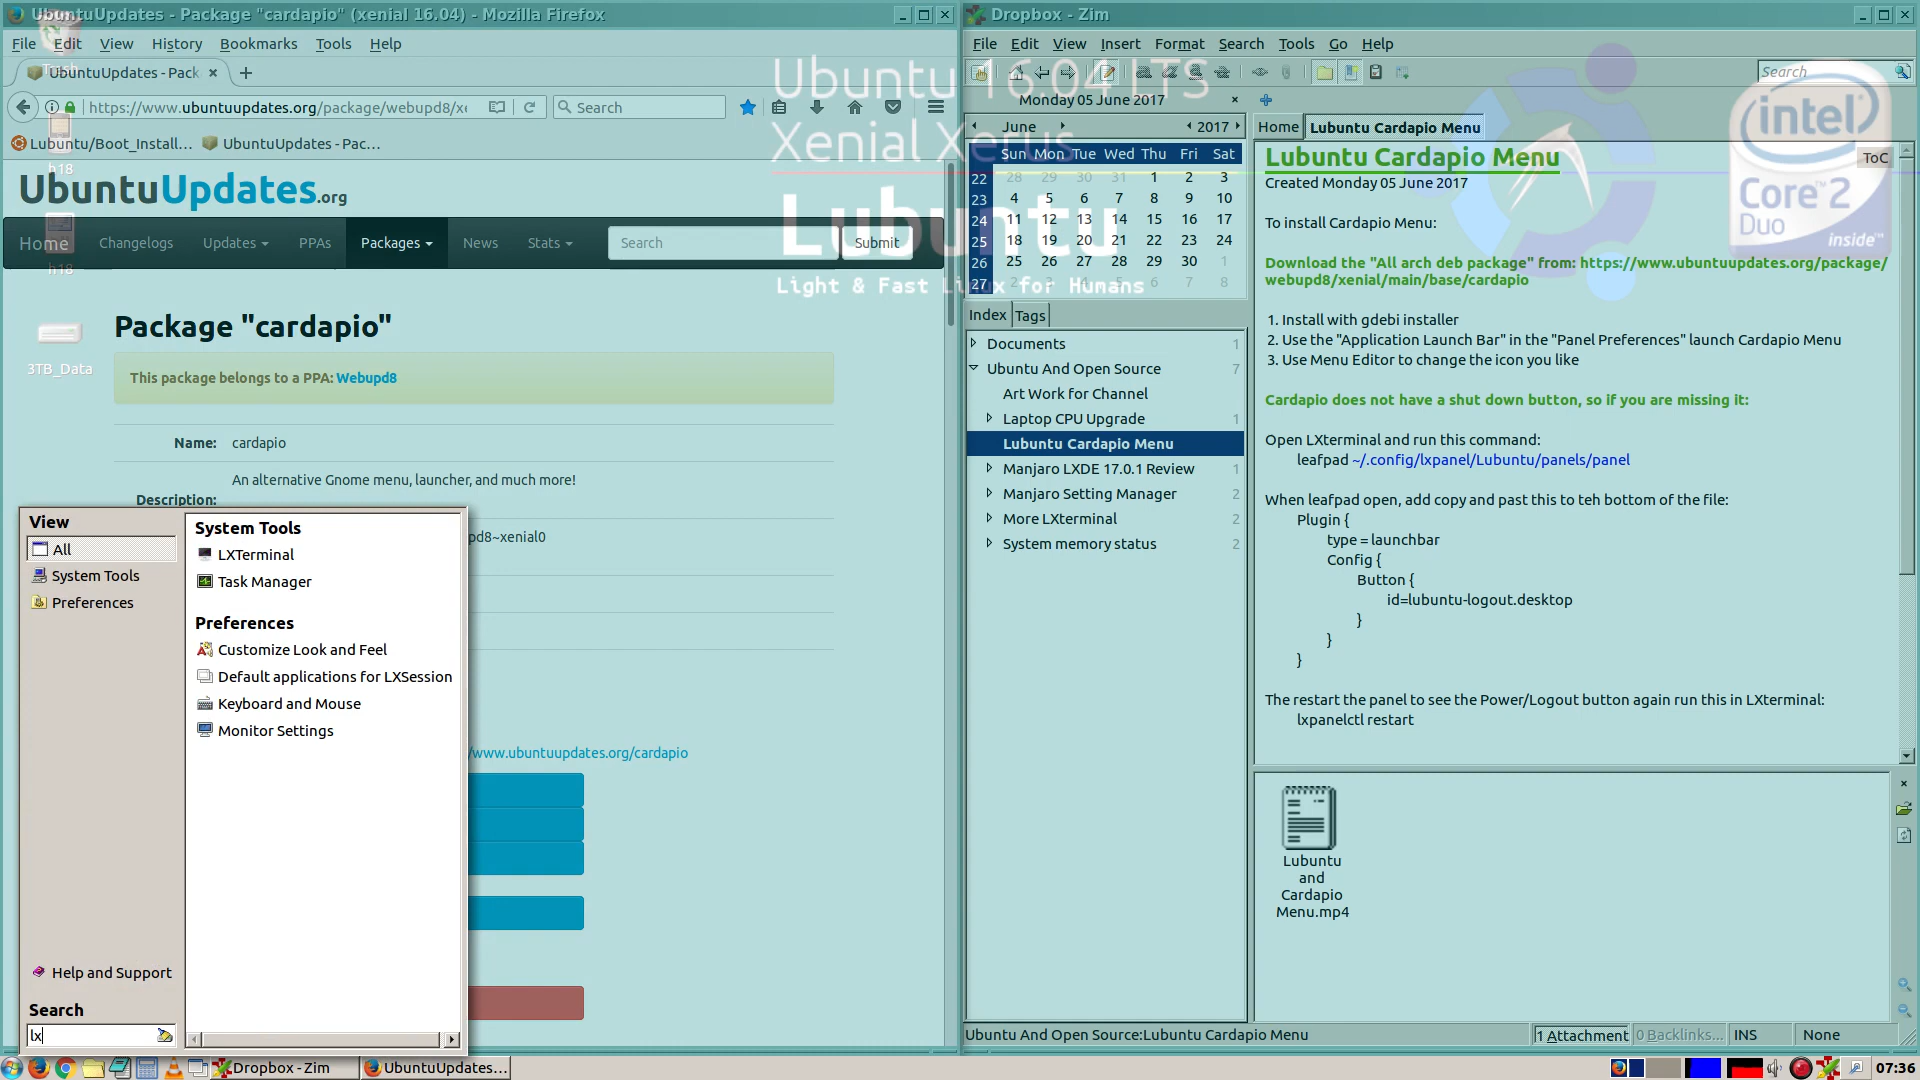 UbuntuUpdates - Package "cardapio" (xenial 16.04) - Mozilla Firefox
File Edit View History Bookmarks Tools Help
UbuntuUpdates - Pack
https://www.ubuntuupdates.org/package/webupd8/xe
Search
Lubuntu/Boot_Install...
UbuntuUpdates - Pac...
Trash
h18
h18
3TB_Data
UbuntuUpdates.org
Home Changelogs Updates PPAs Packages News Stats Search Submit
Package "cardapio"
This package belongs to a PPA: Webupd8
Name: cardapio
An alternative Gnome menu, launcher, and much more!
Description:
pd8~xenial0
/www.ubuntuupdates.org/cardapio
View
All
System Tools
Preferences
Help and Support
Search
lx
System Tools
LXTerminal
Task Manager
Preferences
Customize Look and Feel
Default applications for LXSession
Keyboard and Mouse
Monitor Settings
Ubuntu 16.04 LTS
Xenial Xerus
Lubuntu
Light & Fast Linux for Humans
intel
Core 2
Duo
inside™
Dropbox - Zim
File Edit View Insert Format Search Tools Go Help
Search
Monday 05 June 2017
June 2017
Sun Mon Tue Wed Thu Fri Sat
22 28 29 30 31 1 2 3
23 4 5 6 7 8 9 10
24 11 12 13 14 15 16 17
25 18 19 20 21 22 23 24
26 25 26 27 28 29 30 1
27 2 3 4 5 6 7 8
Index Tags
Documents 1
Ubuntu And Open Source 7
Art Work for Channel
Laptop CPU Upgrade 1
Lubuntu Cardapio Menu
Manjaro LXDE 17.0.1 Review 1
Manjaro Setting Manager 2
More LXterminal 2
System memory status 2
Home Lubuntu Cardapio Menu
Lubuntu Cardapio Menu
ToC
Created Monday 05 June 2017
To install Cardapio Menu:
Download the "All arch deb package" from: https://www.ubuntuupdates.org/package/
webupd8/xenial/main/base/cardapio
1. Install with gdebi installer
2. Use the "Application Launch Bar" in the "Panel Preferences" launch Cardapio Menu
3. Use Menu Editor to change the icon you like
Cardapio does not have a shut down button, so if you are missing it:
Open LXterminal and run this command:
leafpad ~/.config/lxpanel/Lubuntu/panels/panel
When leafpad open, add copy and past this to teh bottom of the file:
Plugin {
type = launchbar
Config {
Button {
id=lubuntu-logout.desktop
}
}
}
The restart the panel to see the Power/Logout button again run this in LXterminal:
lxpanelctl restart
Lubuntu
and
Cardapio
Menu.mp4
Ubuntu And Open Source:Lubuntu Cardapio Menu
1 Attachment 0 Backlinks... INS None
Dropbox - Zim
UbuntuUpdates...
07:36